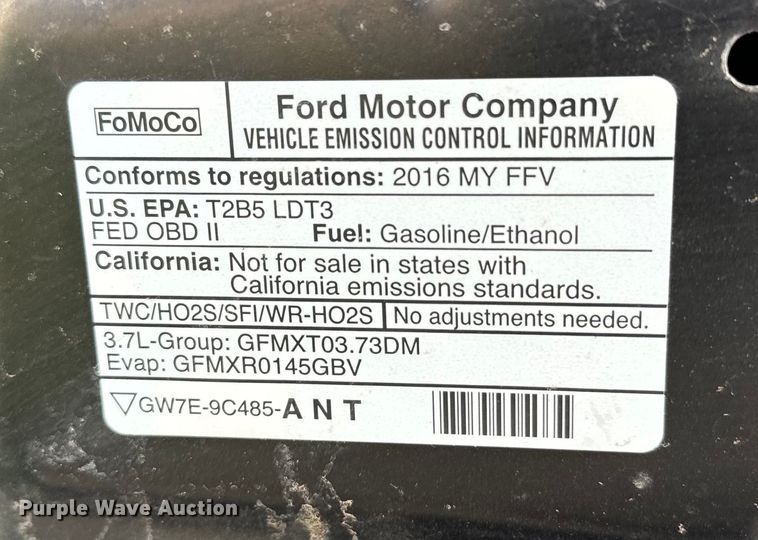 FoMoCo
Ford Motor Company
VEHICLE EMISSION CONTROL INFORMATION
Conforms to regulations: 2016 MY FFV
U.S. EPA: T2B5 LDT3
FED OBD II Fuel: Gasoline/Ethanol
California: Not for sale in states with
California emissions standards.
TWC/HO2S/SFI/WR-HO2S No adjustments needed.
3.7L-Group: GFMXT03.73DM
Evap: GFMXR0145GBV
▽GW7E-9C485-ANT
Purple Wave Auction